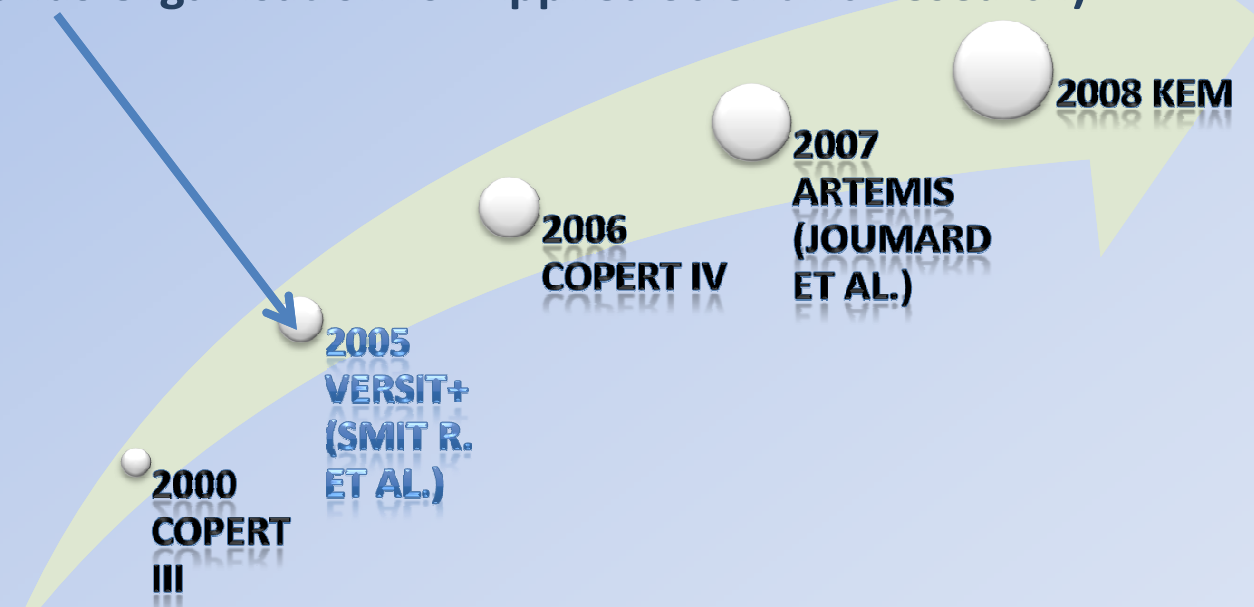 2008 KEM
2007
ARTEMIS
(JOUMARD
ET AL.)
2006
COPERT IV
2005
VERSIT+
(SMIT R.
ET AL.)
2000
COPERT
III